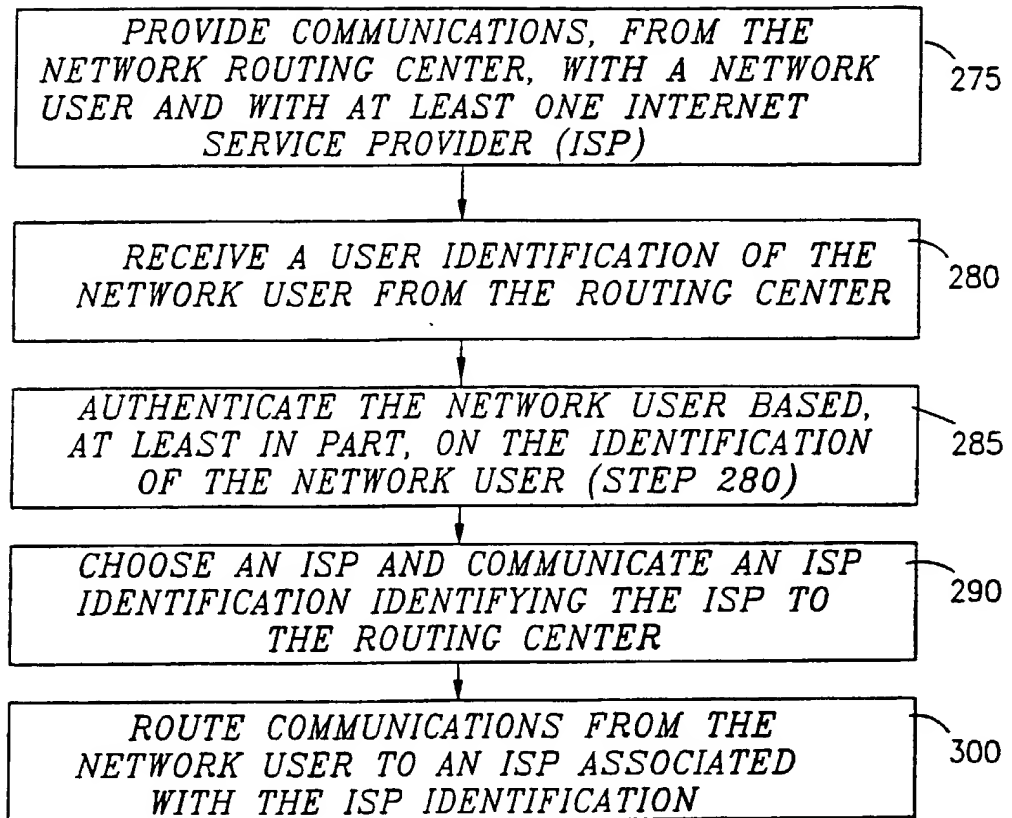 PROVIDE COMMUNICATIONS, FROM THE
NETWORK ROUTING CENTER, WITH A NETWORK
USER AND WITH AT LEAST ONE INTERNET
SERVICE PROVIDER (ISP)
275
RECEIVE A USER IDENTIFICATION OF THE
NETWORK USER FROM THE ROUTING CENTER
280
AUTHENTICATE THE NETWORK USER BASED,
AT LEAST IN PART, ON THE IDENTIFICATION
OF THE NETWORK USER (STEP 280)
285
CHOOSE AN ISP AND COMMUNICATE AN ISP
IDENTIFICATION IDENTIFYING THE ISP TO
THE ROUTING CENTER
290
ROUTE COMMUNICATIONS FROM THE
NETWORK USER TO AN ISP ASSOCIATED
WITH THE ISP IDENTIFICATION
300